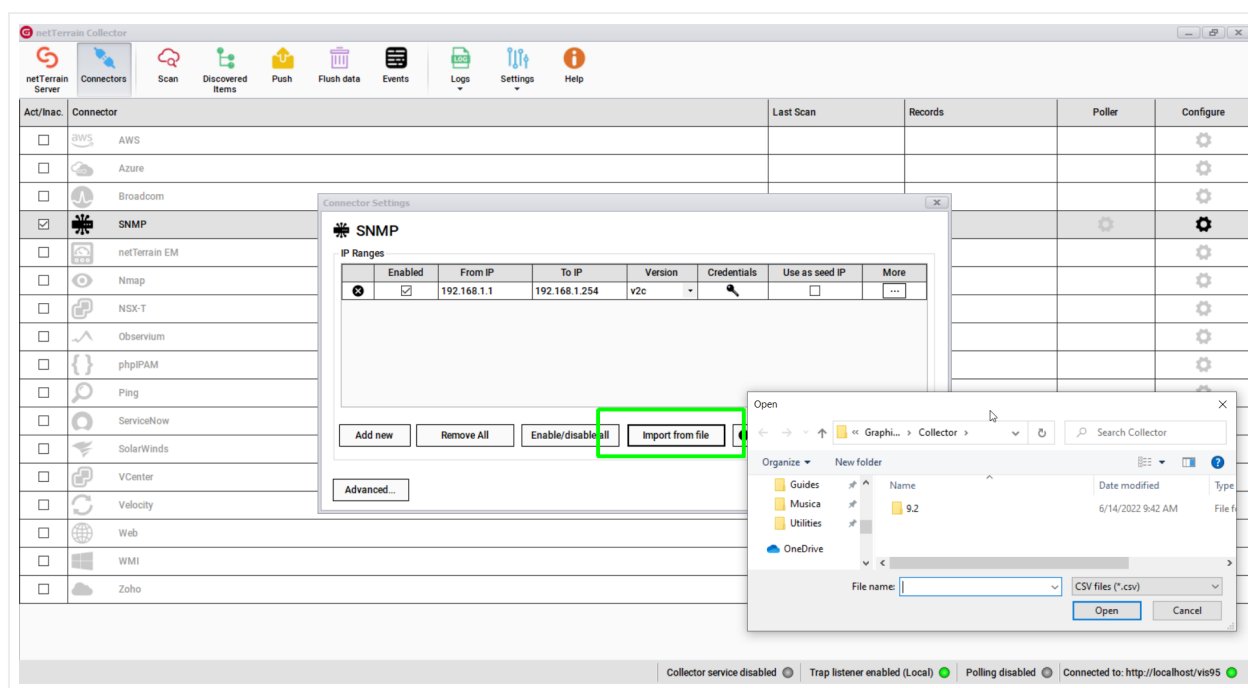 netTerrain Collector
netTerrain Server
Connectors
Scan
Discovered Items
Push
Flush data
Events
Logs
Settings
Help
Act/Inac. Connector Last Scan Records Poller Configure
aws AWS
Azure
Broadcom
SNMP
netTerrain EM
Nmap
NSX-T
Observium
phpIPAM
Ping
ServiceNow
SolarWinds
VCenter
Velocity
Web
WMI
Zoho
Connector Settings
SNMP
IP Ranges
Enabled From IP To IP Version Credentials Use as seed IP More
192.168.1.1 192.168.1.254 v2c ...
Add new Remove All Enable/disable all Import from file
Advanced...
Open
« Graphi... › Collector › Search Collector
Organize New folder
Guides
Musica
Utilities
OneDrive
Name Date modified Type
9.2 6/14/2022 9:42 AM File f
File name: CSV files (*.csv)
Open Cancel
Collector service disabled Trap listener enabled (Local) Polling disabled Connected to: http://localhost/vis95